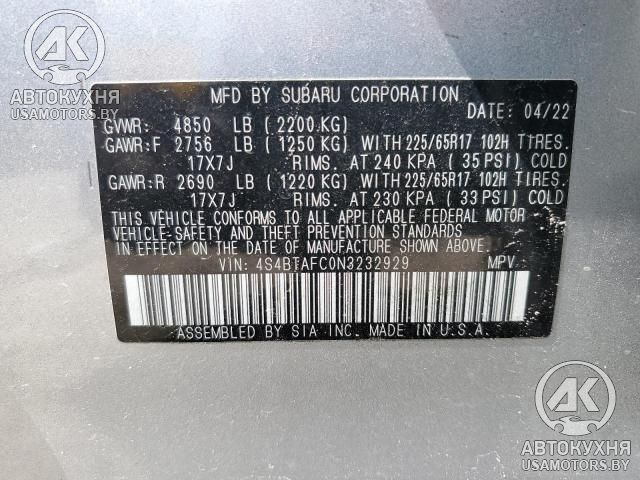 MFD BY SUBARU CORPORATION
DATE: 04/22
GVWR: 4850 LB (2200 KG)
GAWR:F 2756 LB (1250 KG) WITH 225/65R17 102H TIRES.
17X7J RIMS. AT 240 KPA (35 PSI) COLD
GAWR:R 2690 LB (1220 KG) WITH 225/65R17 102H TIRES.
17X7J RIMS. AT 230 KPA (33 PSI) COLD
THIS VEHICLE CONFORMS TO ALL APPLICABLE FEDERAL MOTOR
VEHICLE-SAFETY AND THEFT PREVENTION STANDARDS
IN EFFECT ON THE DATE OF MANUFACTURE SHOWN ABOVE.
VIN: 4S4BTAFC0N3232929 MPV
ASSEMBLED BY SIA INC. MADE IN U.S.A.
АК
АВТОКУХНЯ
USAMOTORS.BY
АК
АВТОКУХНЯ
USAMOTORS.BY